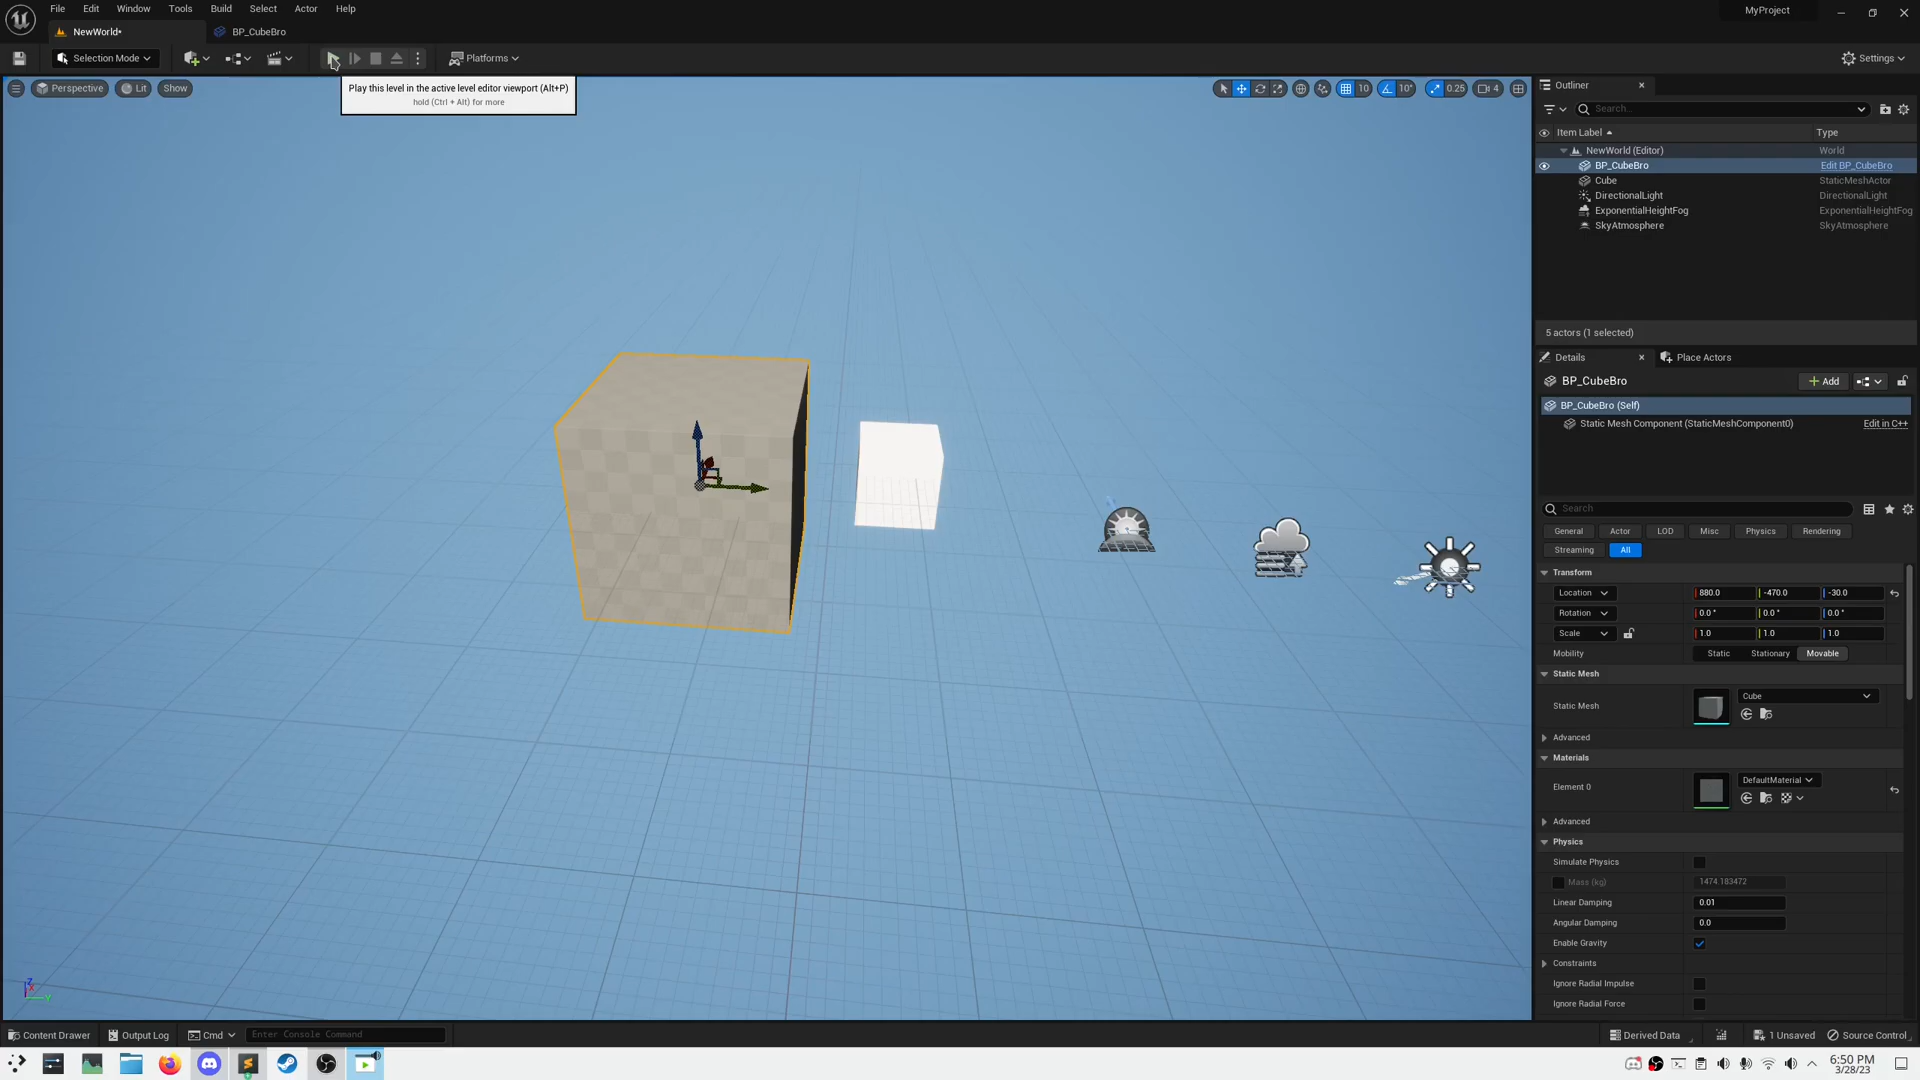 File Edit Window Tools Build Select Actor Help
MyProject
NewWorld*
BP_CubeBro
Selection Mode
Platforms
Settings
Perspective
Lit
Show
Play this level in the active level editor viewport (Alt+P)
hold (Ctrl + Alt) for more
10
10°
0.25
4
Outliner
Search...
Item Label
Type
NewWorld (Editor)
World
BP_CubeBro
Edit BP_CubeBro
Cube
StaticMeshActor
DirectionalLight
DirectionalLight
ExponentialHeightFog
ExponentialHeightFog
SkyAtmosphere
SkyAtmosphere
5 actors (1 selected)
Details
Place Actors
BP_CubeBro
Add
BP_CubeBro (Self)
Static Mesh Component (StaticMeshComponent0)
Edit in C++
Search
General Actor LOD Misc Physics Rendering
Streaming All
Transform
Location 880.0 -470.0 -30.0
Rotation 0.0 ° 0.0 ° 0.0 °
Scale 1.0 1.0 1.0
Mobility Static Stationary Movable
Static Mesh
Static Mesh
Cube
Advanced
Materials
Element 0
DefaultMaterial
Advanced
Physics
Simulate Physics
Mass (kg) 1474.183472
Linear Damping 0.01
Angular Damping 0.0
Enable Gravity
Constraints
Ignore Radial Impulse
Ignore Radial Force
Z
X
Y
Content Drawer
Output Log
Cmd
Enter Console Command
Derived Data
1 Unsaved
Source Control
6:50 PM
3/28/23